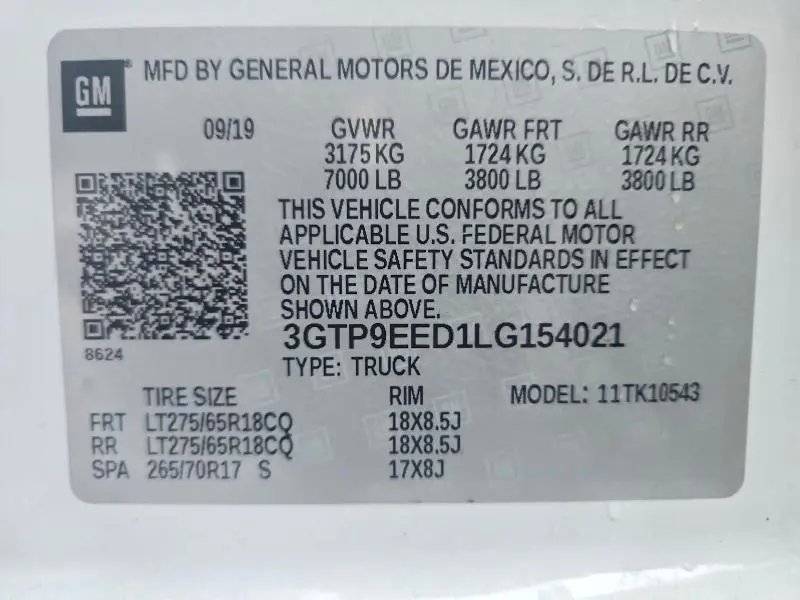 GM® MFD BY GENERAL MOTORS DE MEXICO, S. DE R.L. DE C.V.
09/19 GVWR GAWR FRT GAWR RR
3175 KG 1724 KG 1724 KG
7000 LB 3800 LB 3800 LB
THIS VEHICLE CONFORMS TO ALL
APPLICABLE U.S. FEDERAL MOTOR
VEHICLE SAFETY STANDARDS IN EFFECT
ON THE DATE OF MANUFACTURE
SHOWN ABOVE.
3GTP9EED1LG154021
8624
TYPE: TRUCK
TIRE SIZE RIM MODEL: 11TK10543
FRT LT275/65R18CQ 18X8.5J
RR LT275/65R18CQ 18X8.5J
SPA 265/70R17 S 17X8J